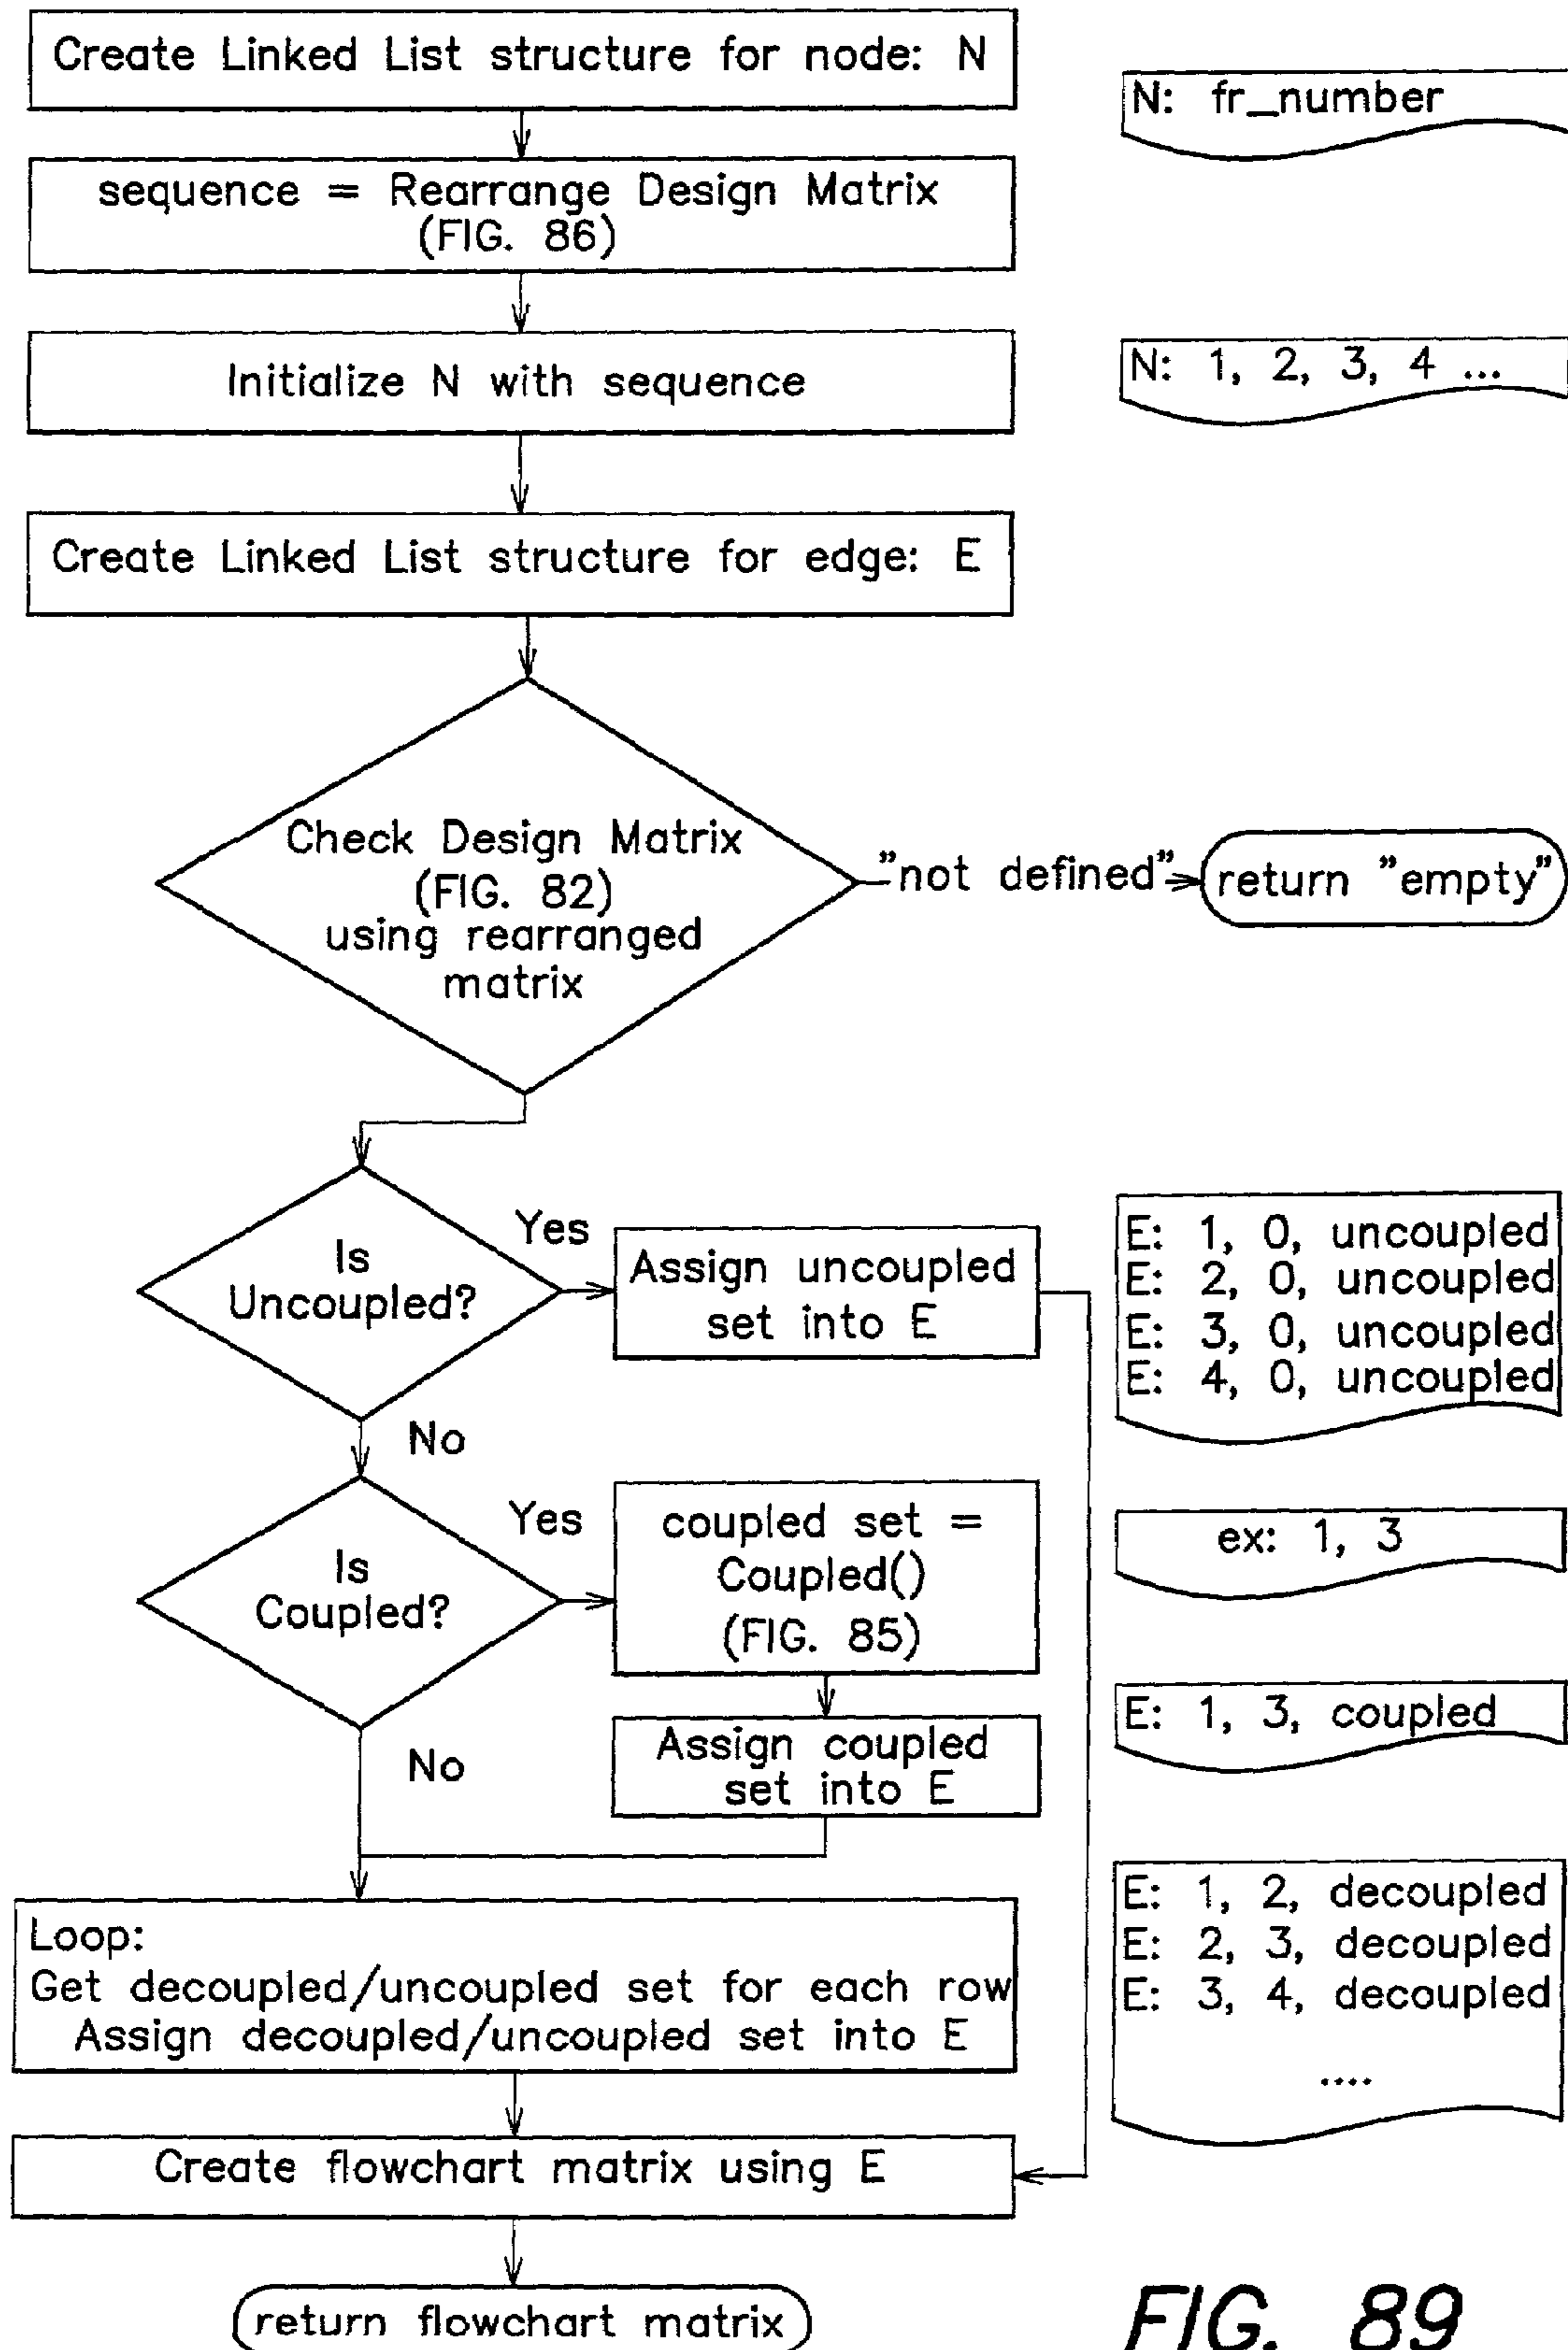 Create Linked List structure for node: N
N: fr_number
sequence = Rearrange Design Matrix
(FIG. 86)
Initialize N with sequence
N: 1, 2, 3, 4 ...
Create Linked List structure for edge: E
Check Design Matrix
(FIG. 82)
using rearranged
matrix
"not defined"
return "empty"
Is
Uncoupled?
Yes
Assign uncoupled
set into E
E: 1, 0, uncoupled
E: 2, 0, uncoupled
E: 3, 0, uncoupled
E: 4, 0, uncoupled
No
Is
Coupled?
Yes
coupled set =
Coupled()
(FIG. 85)
ex: 1, 3
Assign coupled
set into E
E: 1, 3, coupled
No
Loop:
Get decoupled/uncoupled set for each row
Assign decoupled/uncoupled set into E
E: 1, 2, decoupled
E: 2, 3, decoupled
E: 3, 4, decoupled
....
Create flowchart matrix using E
return flowchart matrix
FIG. 89